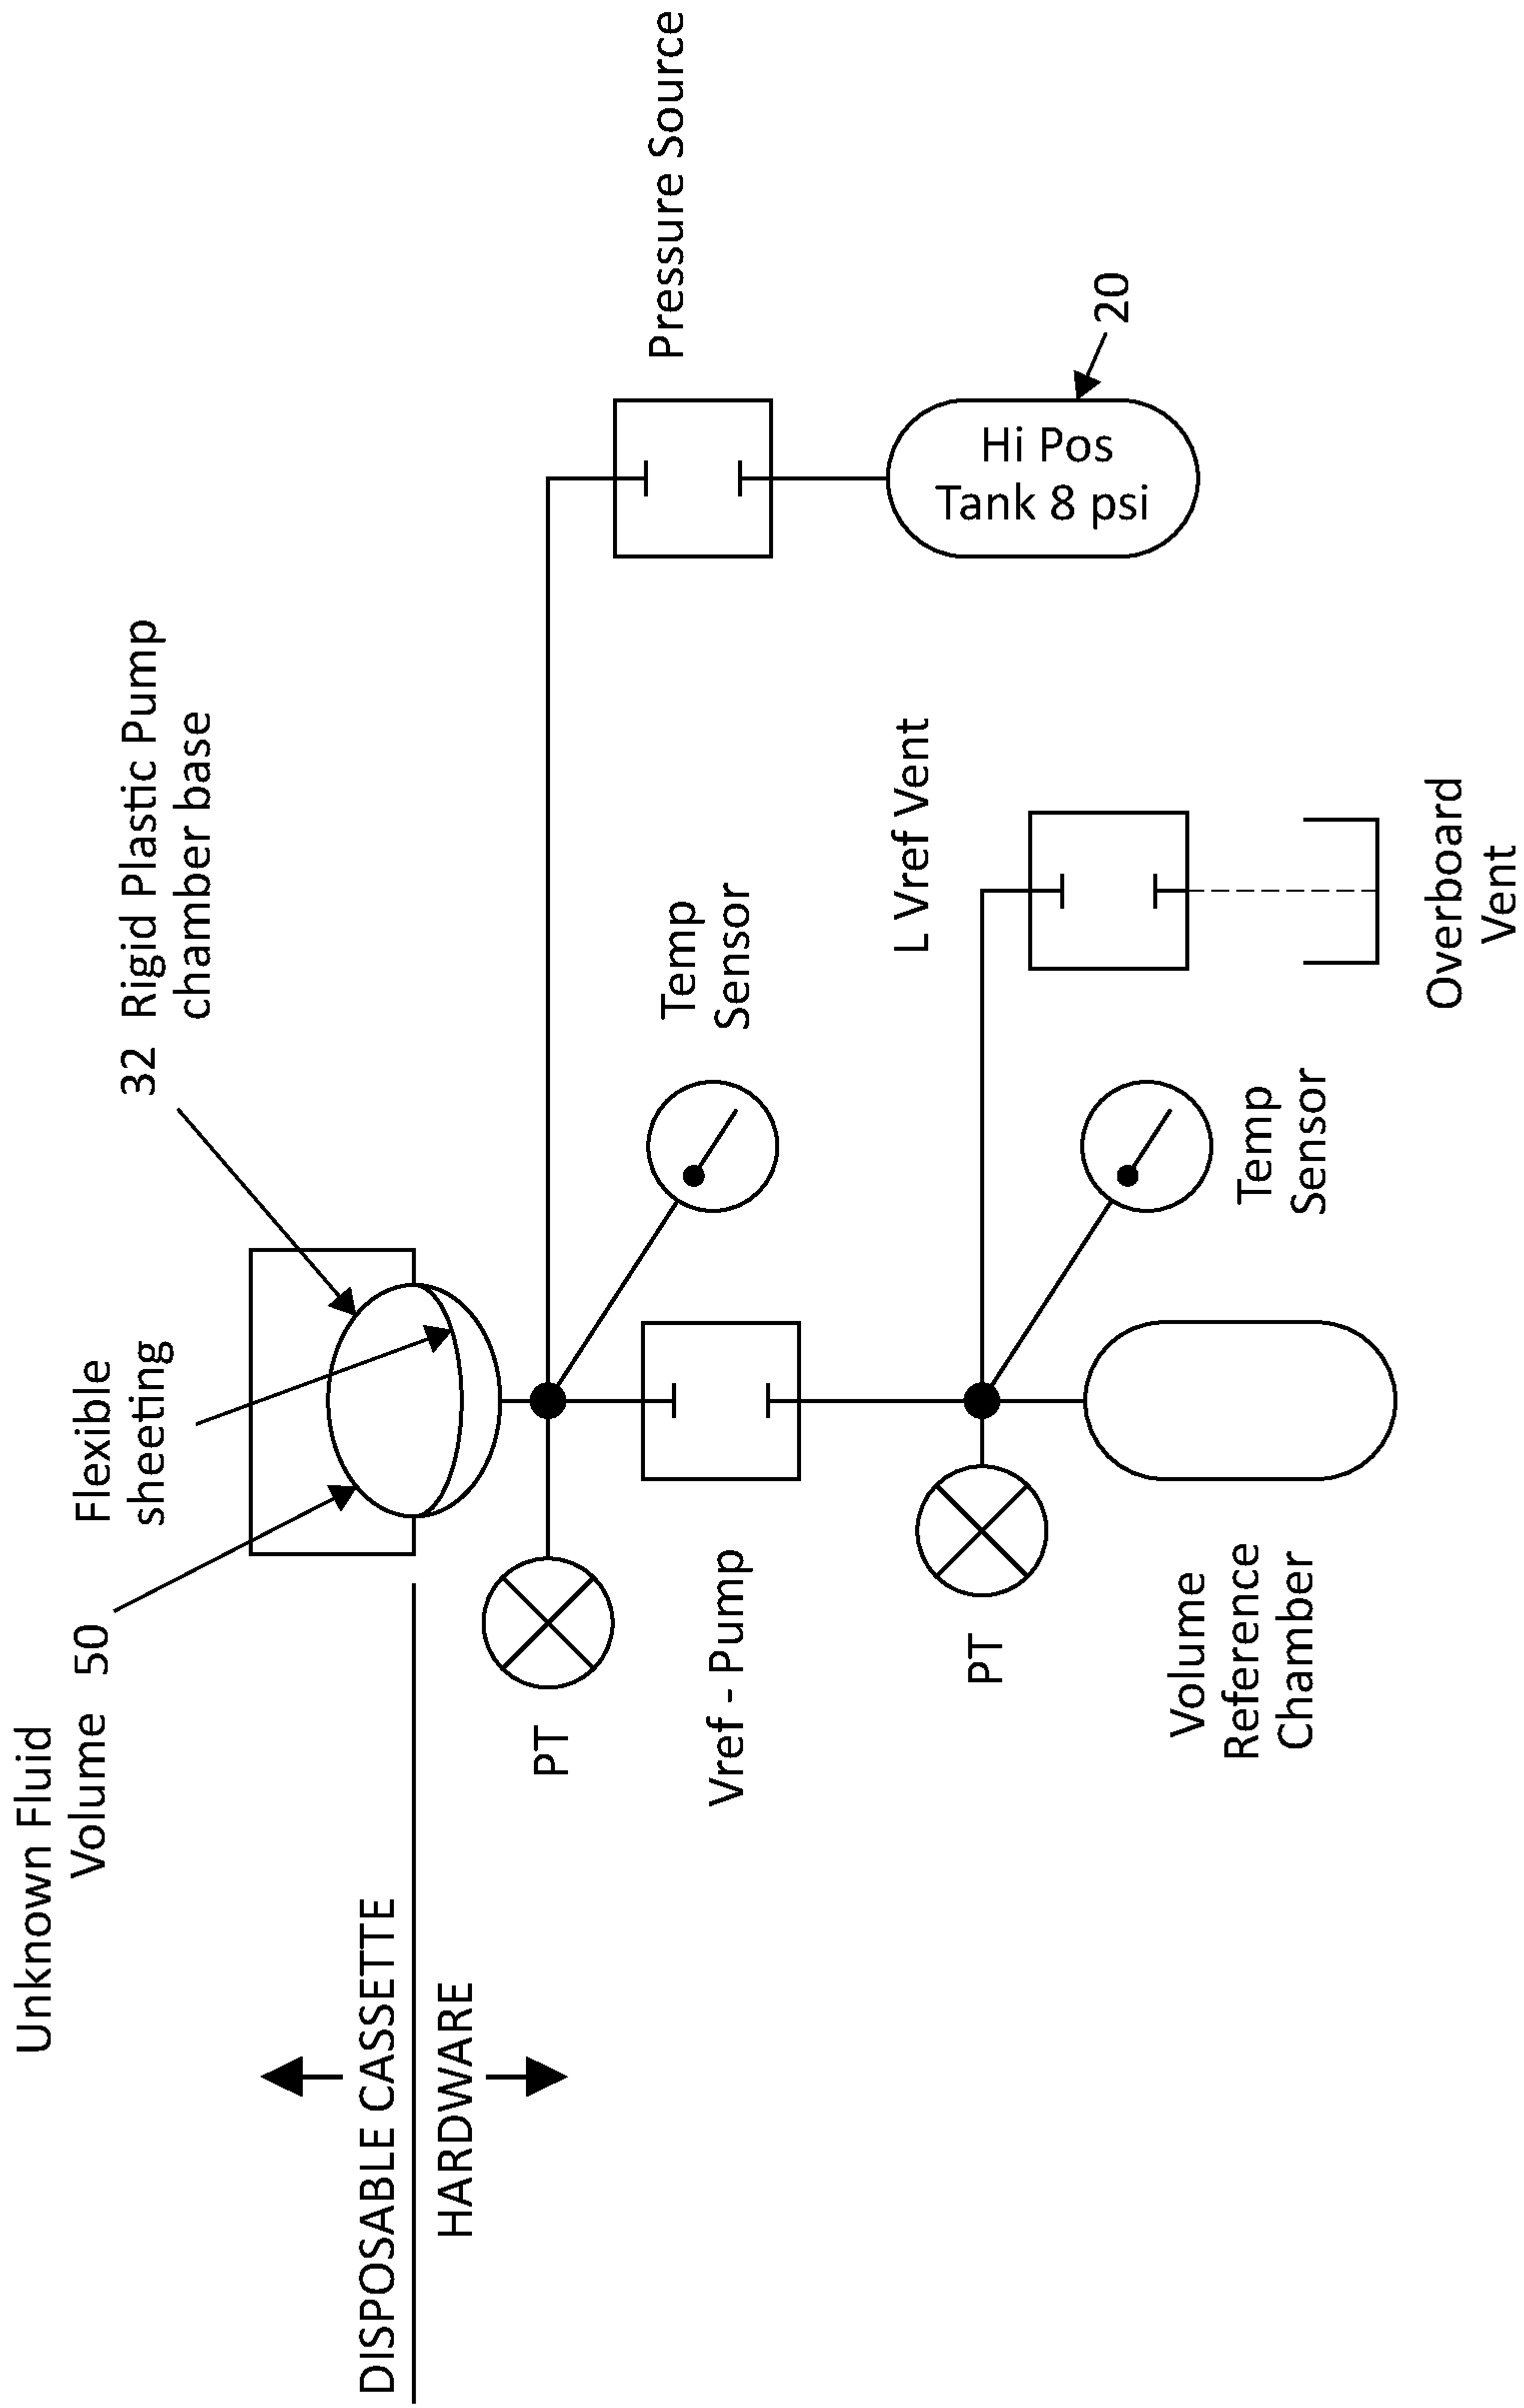 Unknown Fluid
Volume 50
Flexible
sheeting
32 Rigid Plastic Pump
chamber base
DISPOSABLE CASSETTE
HARDWARE
PT
Vref - Pump
Temp
Sensor
Pressure Source
Hi Pos
Tank 8 psi
20
PT
Volume
Reference
Chamber
Temp
Sensor
L Vref Vent
Overboard
Vent